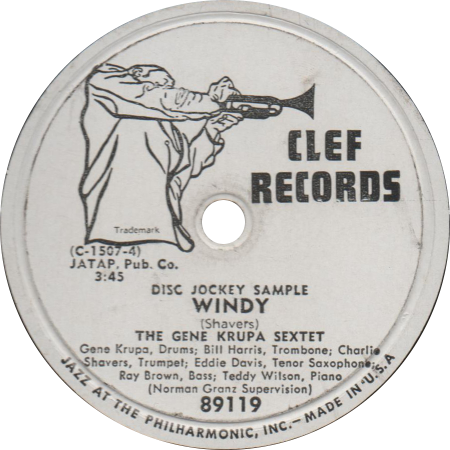 CLEF
RECORDS
Trademark
(C-1507-4)
JATAP, Pub. Co.
3:45
DISC JOCKEY SAMPLE
WINDY
(Shavers)
THE GENE KRUPA SEXTET
Gene Krupa, Drums; Bill Harris, Trombone; Charlie
Shavers, Trumpet; Eddie Davis, Tenor Saxophone;
Ray Brown, Bass; Teddy Wilson, Piano
(Norman Granz Supervision)
89119
JAZZ AT THE PHILHARMONIC, INC.—MADE IN U.S.A